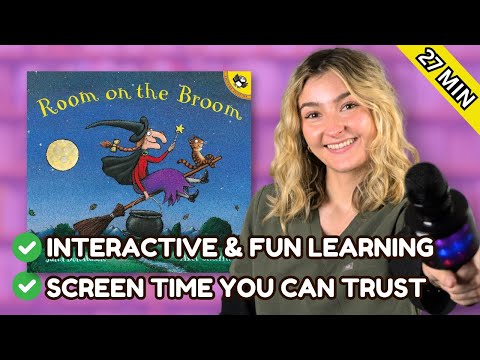 27 MIN
Room on the Broom
INTERACTIVE & FUN LEARNING
SCREEN TIME YOU CAN TRUST